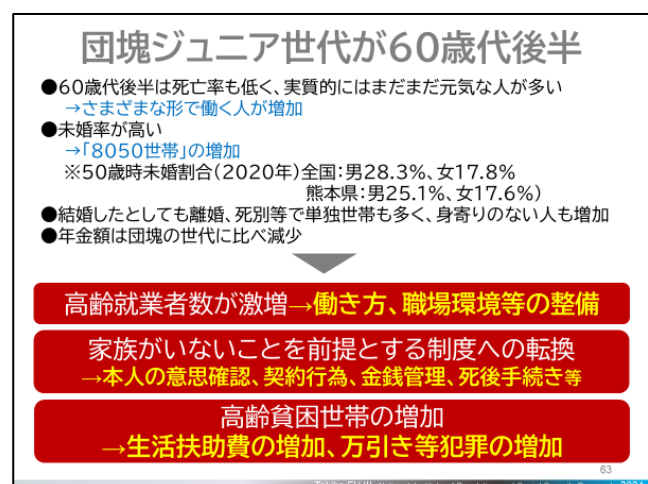 団塊ジュニア世代が60歳代後半
●60歳代後半は死亡率も低く、実質的にはまだまだ元気な人が多い
→さまざまな形で働く人が増加
●未婚率が高い
→「8050世帯」の増加
※50歳時未婚割合(2020年)全国:男28.3%、女17.8%
熊本県:男25.1%、女17.6%)
●結婚したとしても離婚、死別等で単独世帯も多く、身寄りのない人も増加
●年金額は団塊の世代に比べ減少
高齢就業者数が激増→働き方、職場環境等の整備
家族がいないことを前提とする制度への転換
→本人の意思確認、契約行為、金銭管理、死後手続き等
高齢貧困世帯の増加
→生活扶助費の増加、万引き等犯罪の増加
63